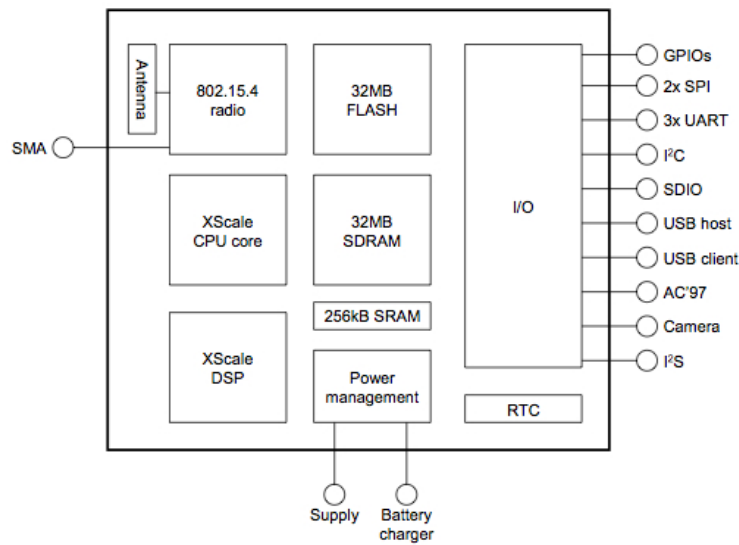 Antenna
802.15.4
radio
32MB
FLASH
SMA
XScale
CPU core
32MB
SDRAM
256kB SRAM
XScale
DSP
Power
management
I/O
RTC
GPIOs
2x SPI
3x UART
I²C
SDIO
USB host
USB client
AC'97
Camera
I²S
Supply
Battery
charger